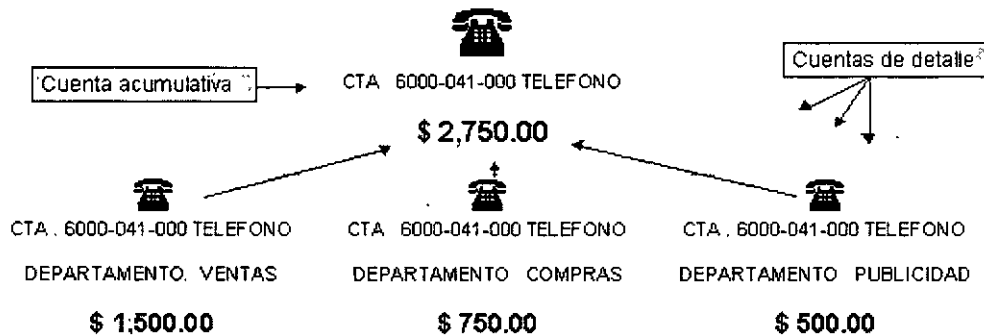 Cuenta acumulativa
CTA 6000-041-000 TELEFONO
$ 2,750.00
Cuentas de detalle
CTA. 6000-041-000 TELEFONO
DEPARTAMENTO. VENTAS
$ 1,500.00
CTA 6000-041-000 TELEFONO
DEPARTAMENTO COMPRAS
$ 750.00
CTA. 6000-041-000 TELEFONO
DEPARTAMENTO PUBLICIDAD
$ 500.00